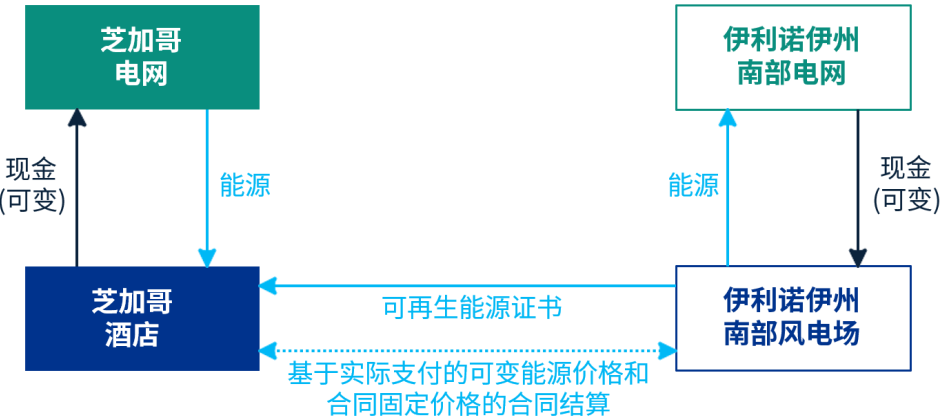 芝加哥
电网
伊利诺伊州
南部电网
现金
(可变)
能源
能源
现金
(可变)
芝加哥
酒店
可再生能源证书
伊利诺伊州
南部风电场
基于实际支付的可变能源价格和
合同固定价格的合同结算